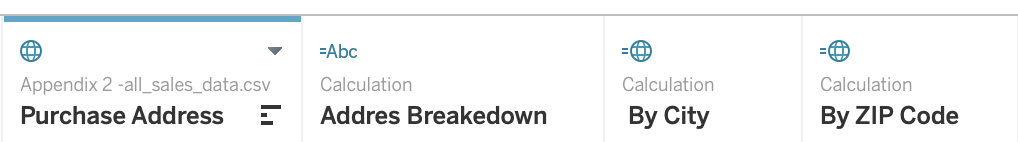 =Abc
Appendix 2 -all_sales_data.csv
Calculation
Calculation
Calculation
Purchase Address
Addres Breakedown
By City
By ZIP Code